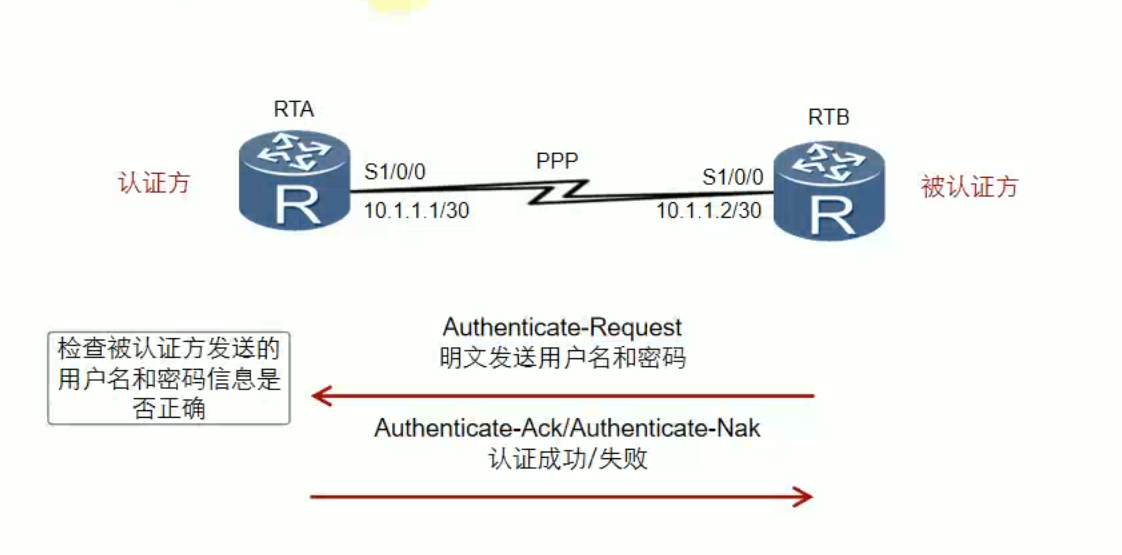 RTA
RTB
认证方
S1/0/0
PPP
S1/0/0
被认证方
R
10.1.1.1/30
10.1.1.2/30
R
Authenticate-Request
明文发送用户名和密码
检查被认证方发送的
用户名和密码信息是
否正确
Authenticate-Ack/Authenticate-Nak
认证成功/失败